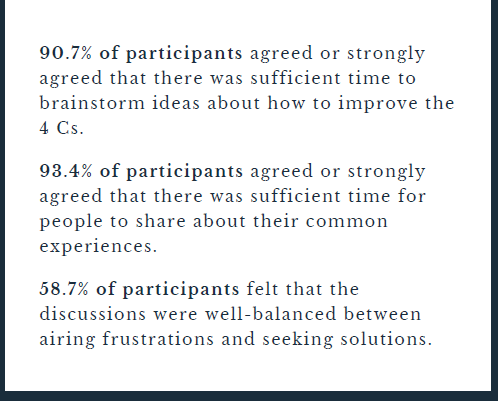 90.7% of participants agreed or strongly
agreed that there was sufficient time to
brainstorm ideas about how to improve the
4 Cs.
93.4% of participants agreed or strongly
agreed that there was sufficient time for
people to share about their common
experiences.
58.7% of participants felt that the
discussions were well-balanced between
airing frustrations and seeking solutions.